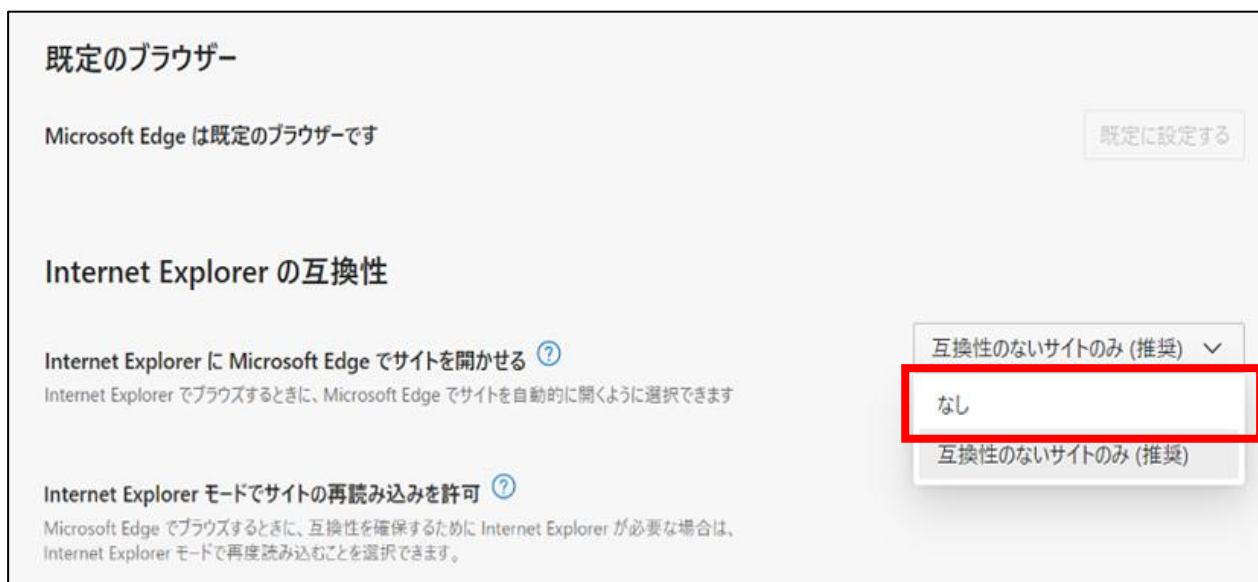 既定のブラウザー
Microsoft Edge は既定のブラウザーです
既定に設定する
Internet Explorer の互換性
Internet Explorer に Microsoft Edge でサイトを開かせる
互換性のないサイトのみ (推奨)
Internet Explorer でブラウズするときに、Microsoft Edge でサイトを自動的に開くように選択できます
なし
互換性のないサイトのみ (推奨)
Internet Explorer モードでサイトの再読み込みを許可
Microsoft Edge でブラウズするときに、互換性を確保するために Internet Explorer が必要な場合は、
Internet Explorer モードで再度読み込むことを選択できます。